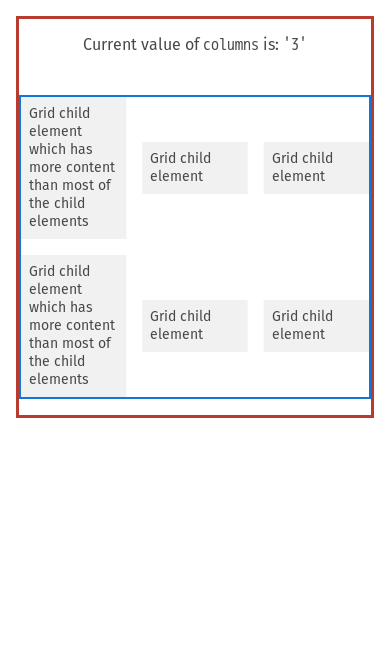 Current value of columns is: '3'
Grid child
element
which has
more content
than most of
the child
elements
Grid child
element
Grid child
element
Grid child
element
which has
more content
than most of
the child
elements
Grid child
element
Grid child
element